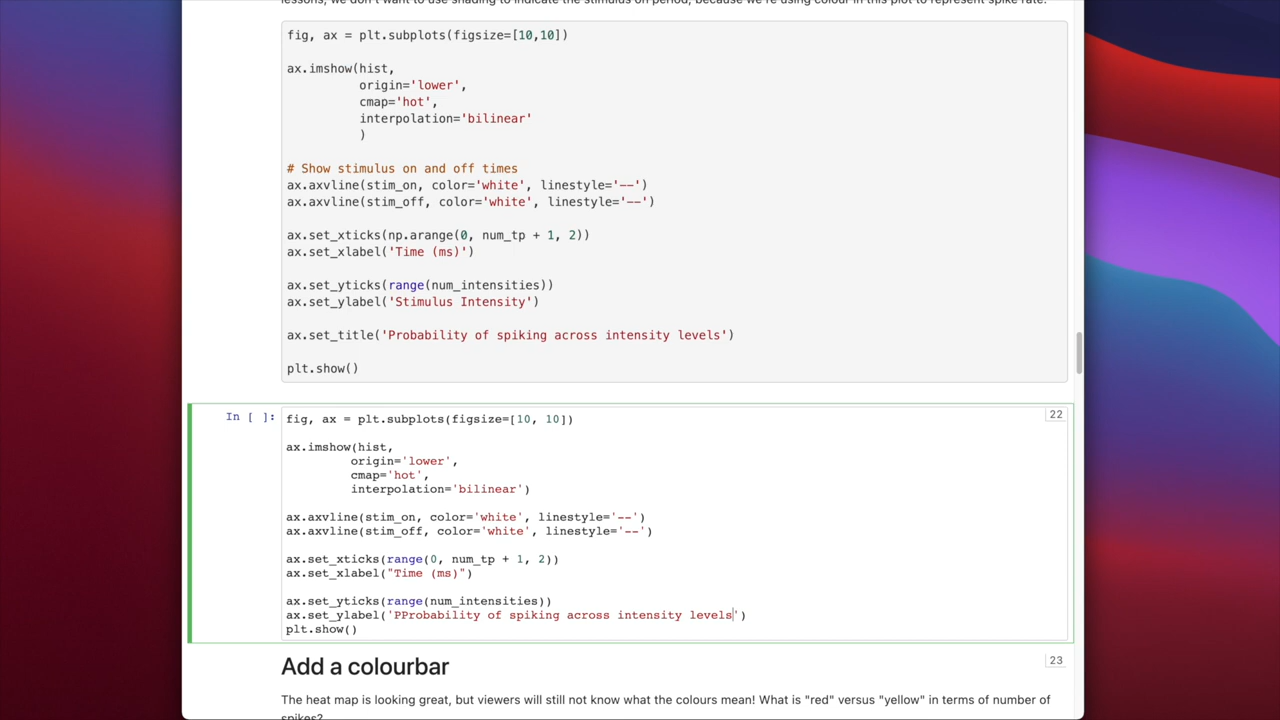 lessons, we don't want to use shading to indicate the stimulus on period, because we're using colour in this plot to represent spike rate.
fig, ax = plt.subplots(figsize=[10,10])
ax.imshow(hist,
          origin='lower',
          cmap='hot',
          interpolation='bilinear'
          )
# Show stimulus on and off times
ax.axvline(stim_on, color='white', linestyle='--')
ax.axvline(stim_off, color='white', linestyle='--')
ax.set_xticks(np.arange(0, num_tp + 1, 2))
ax.set_xlabel('Time (ms)')
ax.set_yticks(range(num_intensities))
ax.set_ylabel('Stimulus Intensity')
ax.set_title('Probability of spiking across intensity levels')
plt.show()
In [ ]: fig, ax = plt.subplots(figsize=[10, 10]) 22
ax.imshow(hist,
         origin='lower',
         cmap='hot',
         interpolation='bilinear')
ax.axvline(stim_on, color='white', linestyle='--')
ax.axvline(stim_off, color='white', linestyle='--')
ax.set_xticks(range(0, num_tp + 1, 2))
ax.set_xlabel("Time (ms)")
ax.set_yticks(range(num_intensities))
ax.set_ylabel('PProbability of spiking across intensity levels')
plt.show()
Add a colourbar 23
The heat map is looking great, but viewers will still not know what the colours mean! What is "red" versus "yellow" in terms of number of
spikes?